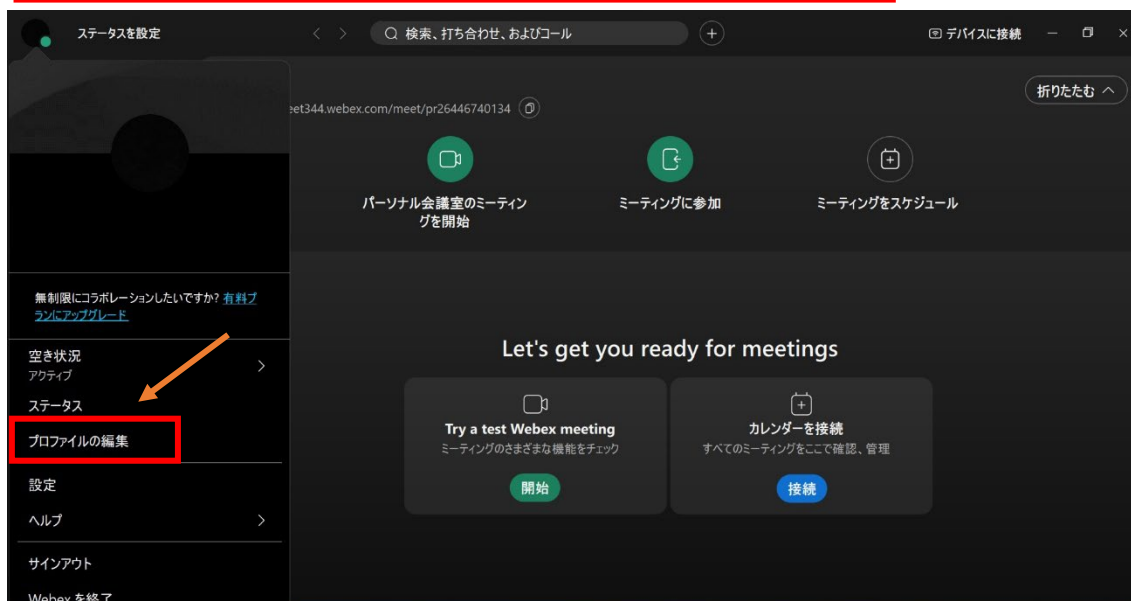 ステータスを設定
検索、打ち合わせ、およびコール
デバイスに接続
eet344.webex.com/meet/pr26446740134
折りたたむ
パーソナル会議室のミーティン
グを開始
ミーティングに参加
ミーティングをスケジュール
無制限にコラボレーションしたいですか? 有料プ
ランにアップグレード
空き状況
アクティブ
ステータス
プロファイルの編集
設定
ヘルプ
サインアウト
Webex を終了
Let's get you ready for meetings
Try a test Webex meeting
ミーティングのさまざまな機能をチェック
開始
カレンダーを接続
すべてのミーティングをここで確認、管理
接続